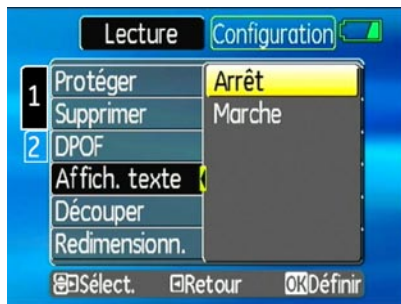 Lecture Configuration
1
Protéger Arrêt
Supprimer Marche
2 DPOF
Affich. texte
Découper
Redimensionn.
Sélect. Retour OK Définir